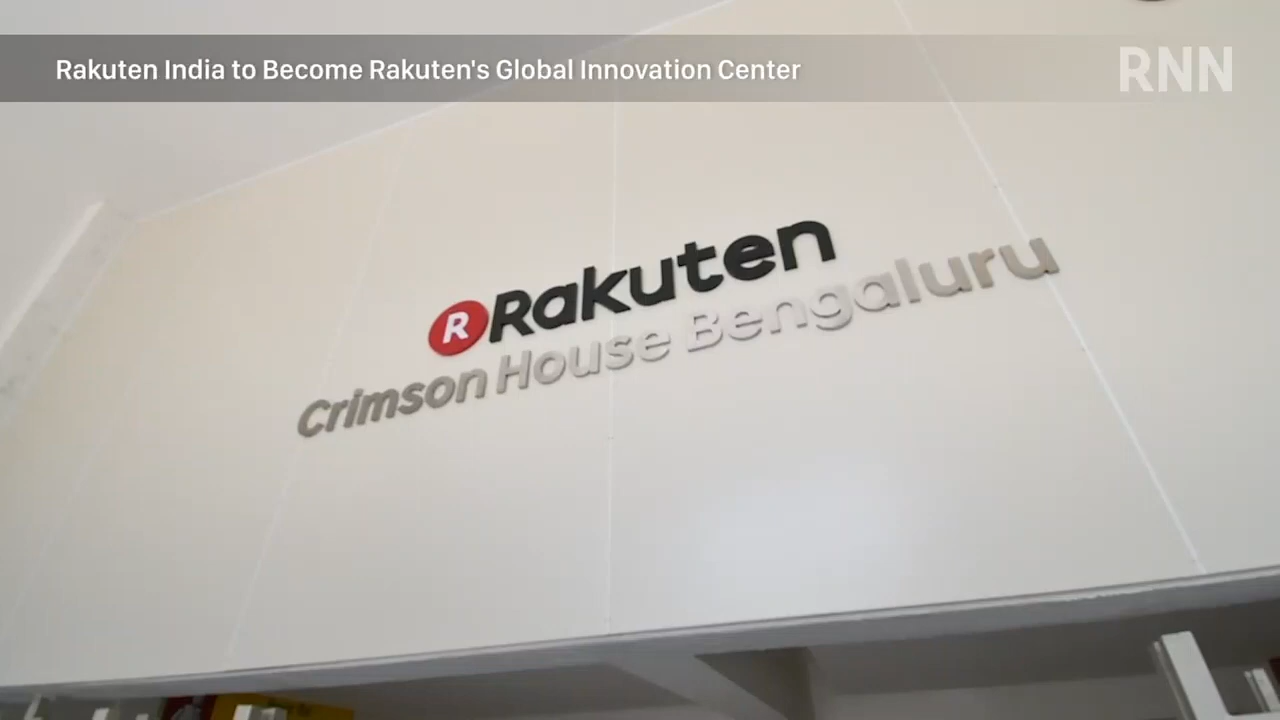 Rakuten India to Become Rakuten's Global Innovation Center
RNN
R Rakuten
Crimson House Bengaluru